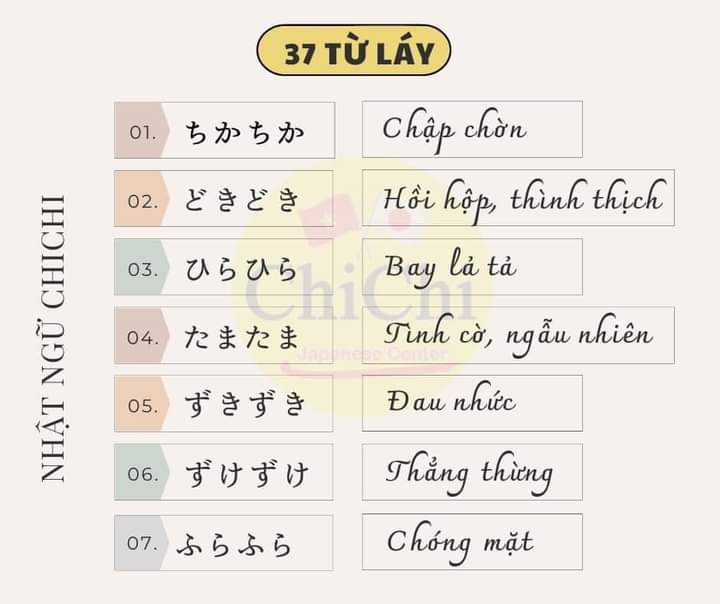 37 TỪ LÁY
NHẬT NGỮ CHICHI
01. ちかちか Chập chờn
02. どきどき Hồi hộp, thình thịch
03. ひらひら Bay lả tả
04. たまたま Tình cờ, ngẫu nhiên
05. ずきずき Đau nhức
06. ずけずけ Thẳng thừng
07. ふらふら Chóng mặt
ChiChi
Japanese Center